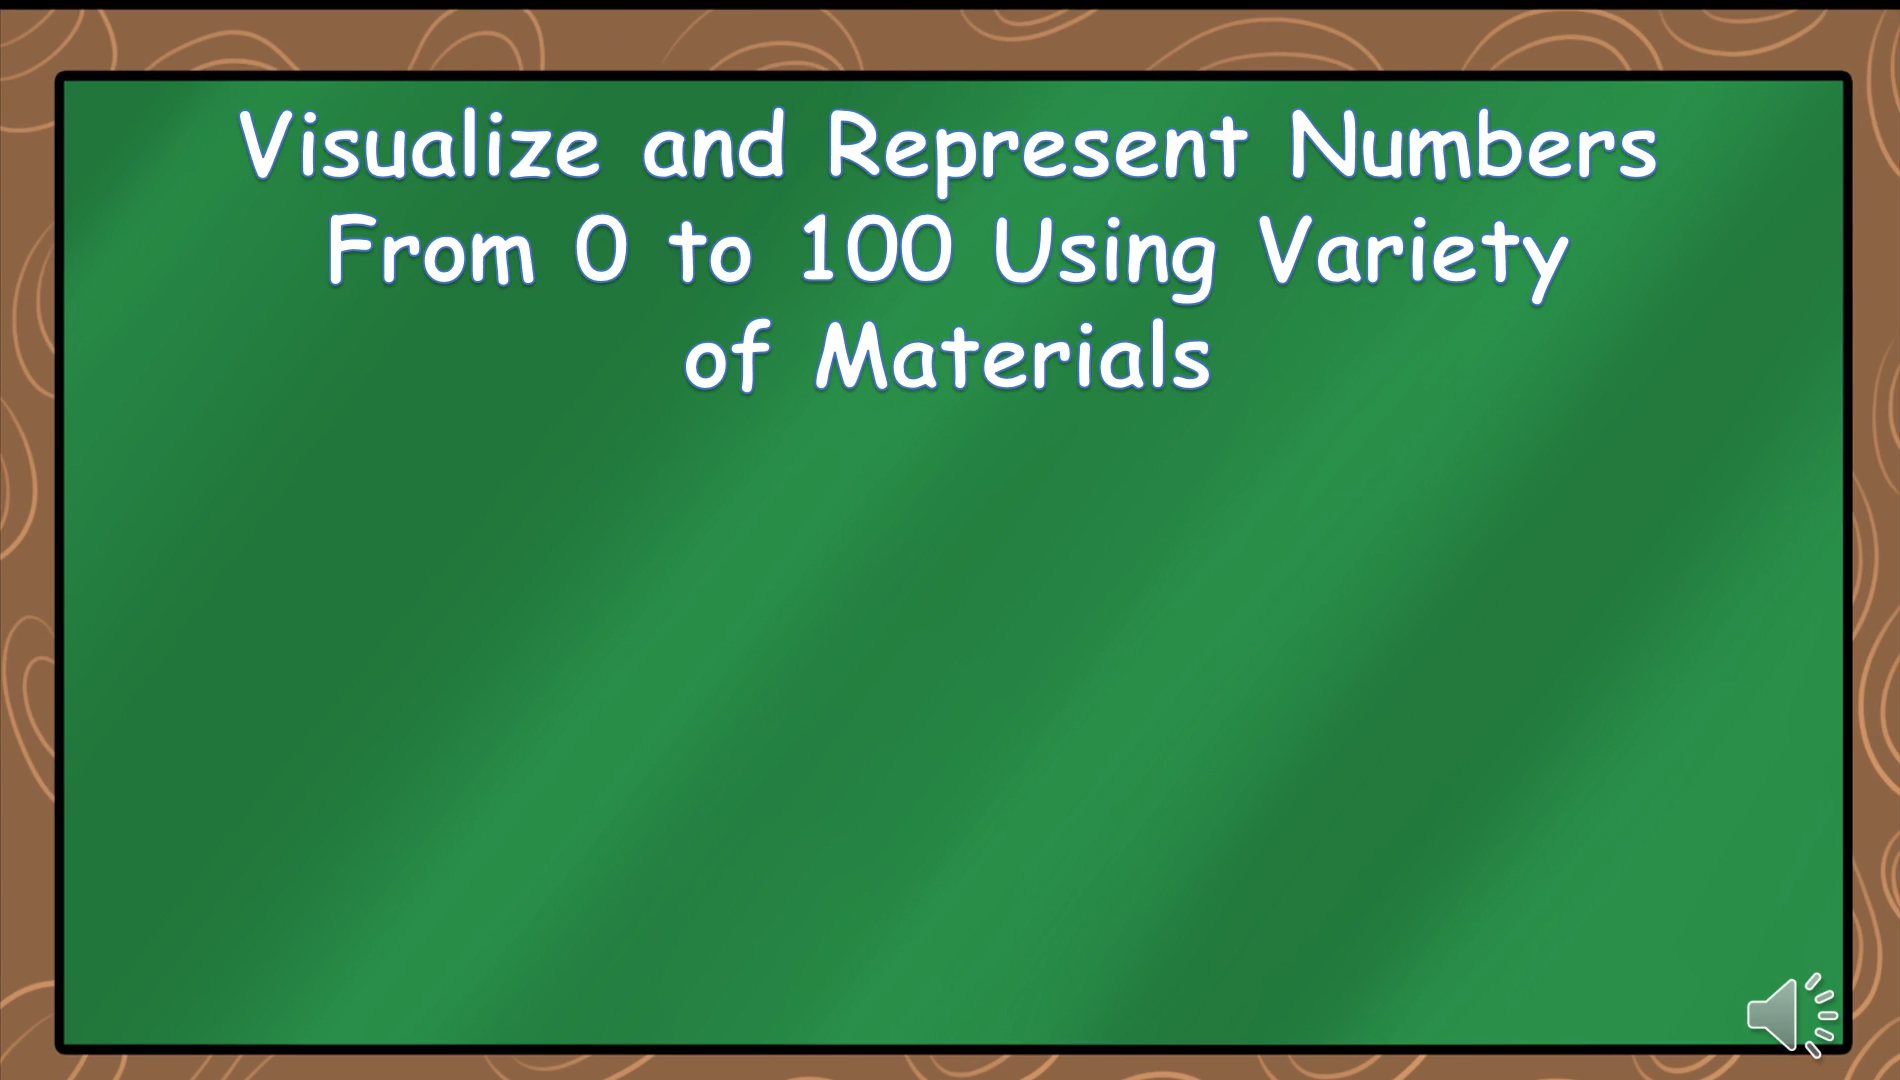 Visualize and Represent Numbers
From 0 to 100 Using Variety
of Materials